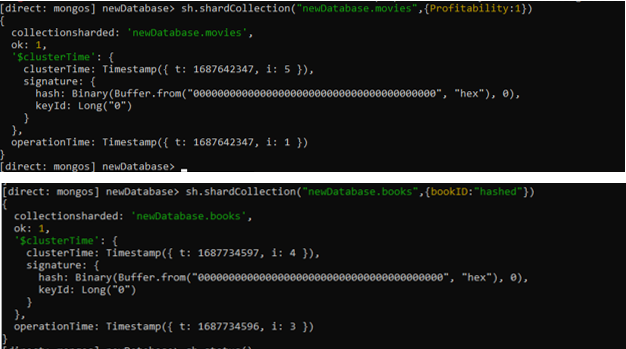 [direct: mongos] newDatabase> sh.shardCollection("newDatabase.movies",{Profitability:1})
{
  collectionsharded: 'newDatabase.movies',
  ok: 1,
  '$clusterTime': {
    clusterTime: Timestamp({ t: 1687642347, i: 5 }),
    signature: {
      hash: Binary(Buffer.from("0000000000000000000000000000000000000000", "hex"), 0),
      keyId: Long("0")
    }
  },
  operationTime: Timestamp({ t: 1687642347, i: 1 })
}
[direct: mongos] newDatabase> _
[direct: mongos] newDatabase> sh.shardCollection("newDatabase.books",{bookID:"hashed"})
{
  collectionsharded: 'newDatabase.books',
  ok: 1,
  '$clusterTime': {
    clusterTime: Timestamp({ t: 1687734597, i: 4 }),
    signature: {
      hash: Binary(Buffer.from("0000000000000000000000000000000000000000", "hex"), 0),
      keyId: Long("0")
    }
  },
  operationTime: Timestamp({ t: 1687734596, i: 3 })
}